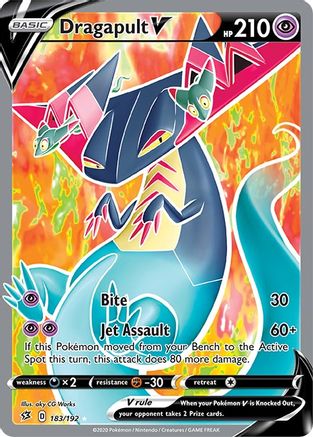 BASIC
Dragapult V
HP 210
Bite 30
Jet Assault 60+
If this Pokémon moved from your Bench to the Active
Spot this turn, this attack does 80 more damage.
weakness ×2 resistance -30 retreat
Illus. aky CG Works
V rule
When your Pokémon V is Knocked Out,
your opponent takes 2 Prize cards.
D 183/192
©2020 Pokémon / Nintendo / Creatures / GAME FREAK